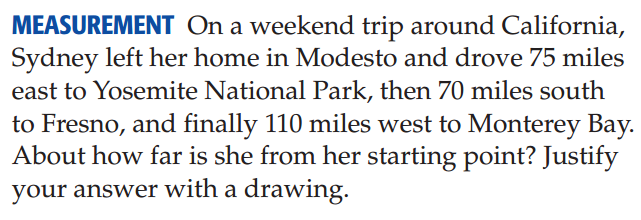 MEASUREMENT On a weekend trip around California,
Sydney left her home in Modesto and drove 75 miles
east to Yosemite National Park, then 70 miles south
to Fresno, and finally 110 miles west to Monterey Bay.
About how far is she from her starting point? Justify
your answer with a drawing.